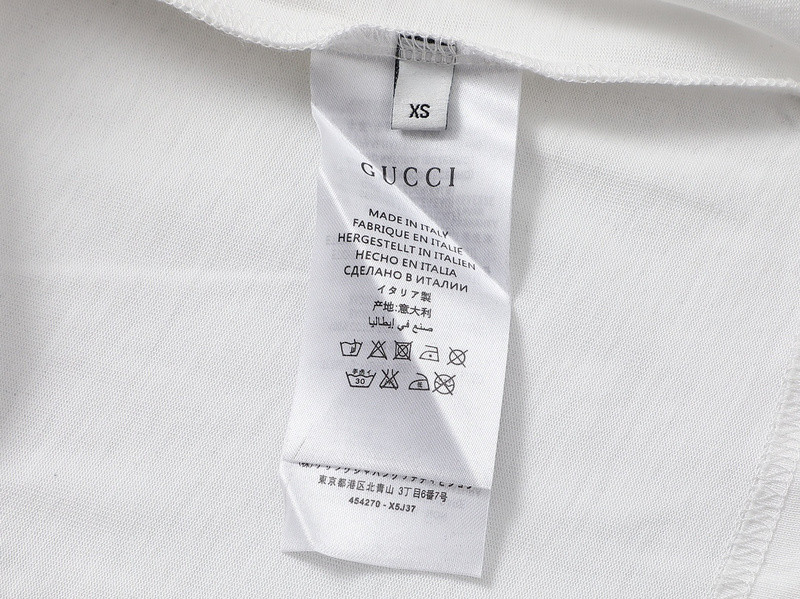 XS
GUCCI
MADE IN ITALY
FABRIQUE EN ITALIE
HERGESTELLT IN ITALIEN
HECHO EN ITALIA
СДЕЛАНО В ИТАЛИИ
イタリア製
产地:意大利
صنع في إيطاليا
30
東京都港区北青山 3丁目6番7号
454270 - X5J37